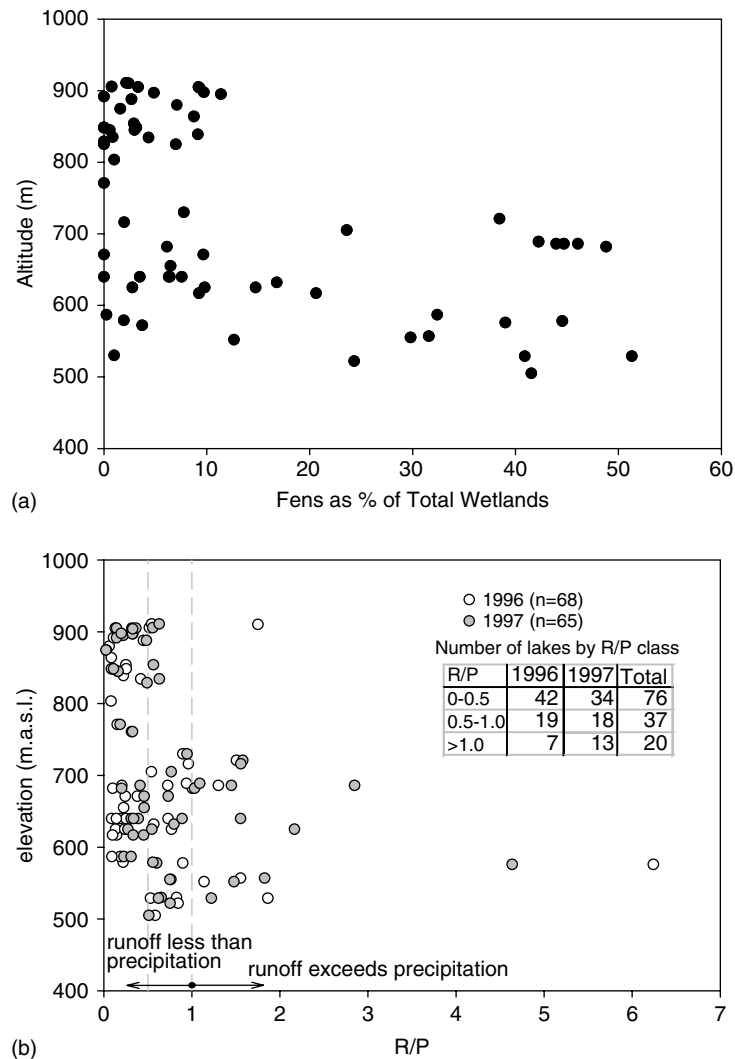 1000
900
800
700
600
500
400
Altitude (m)
0 10 20 30 40 50 60
Fens as % of Total Wetlands
(a)
1000
900
800
700
600
500
400
elevation (m.a.s.l.)
1996 (n=68)
1997 (n=65)
Number of lakes by R/P class
R/P 1996 1997 Total
0-0.5 42 34 76
0.5-1.0 19 18 37
>1.0 7 13 20
runoff less than
precipitation
runoff exceeds precipitation
0 1 2 3 4 5 6 7
R/P
(b)